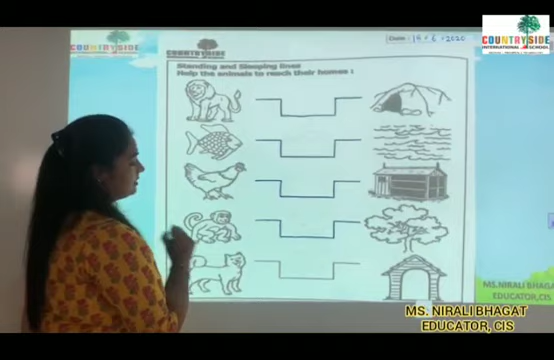 COUNTRYSIDE
INTERNATIONAL SCHOOL
COUNTRYSIDE
COUNTRYSIDE
Date : 19 • 6 • 2020
Standing and Sleeping lines
Help the animals to reach their homes :
MS.NIRALI BHAGAT
EDUCATOR,CIS
MS. NIRALI BHAGAT
EDUCATOR, CIS